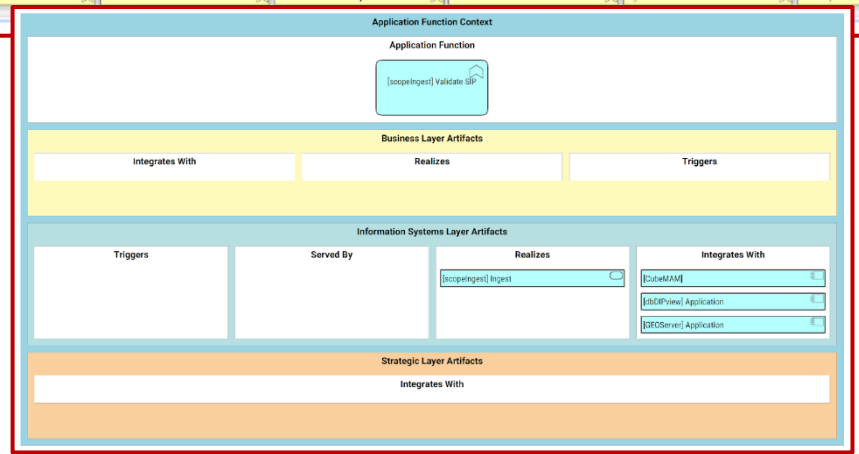 Application Function Context
Application Function
[scopeIngest] Validate SIP
Business Layer Artifacts
Integrates With
Realizes
Triggers
Information Systems Layer Artifacts
Triggers
Served By
Realizes
Integrates With
[scopeIngest] Ingest
[CubeMAM]
[dbDIPview] Application
[GEOServer] Application
Strategic Layer Artifacts
Integrates With